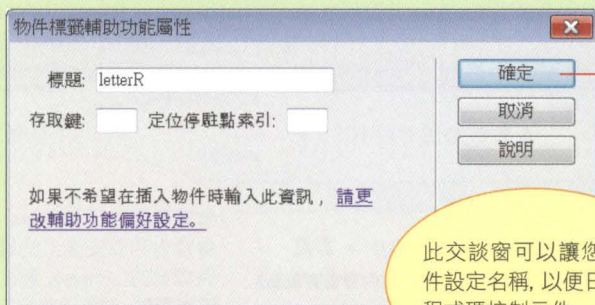 物件標籤輔助功能屬性
標題: letterR
確定
存取鍵:
定位停駐點索引:
取消
說明
如果不希望在插入物件時輸入此資訊，請更
改輔助功能偏好設定。
此交談窗可以讓您
件設定名稱, 以便日